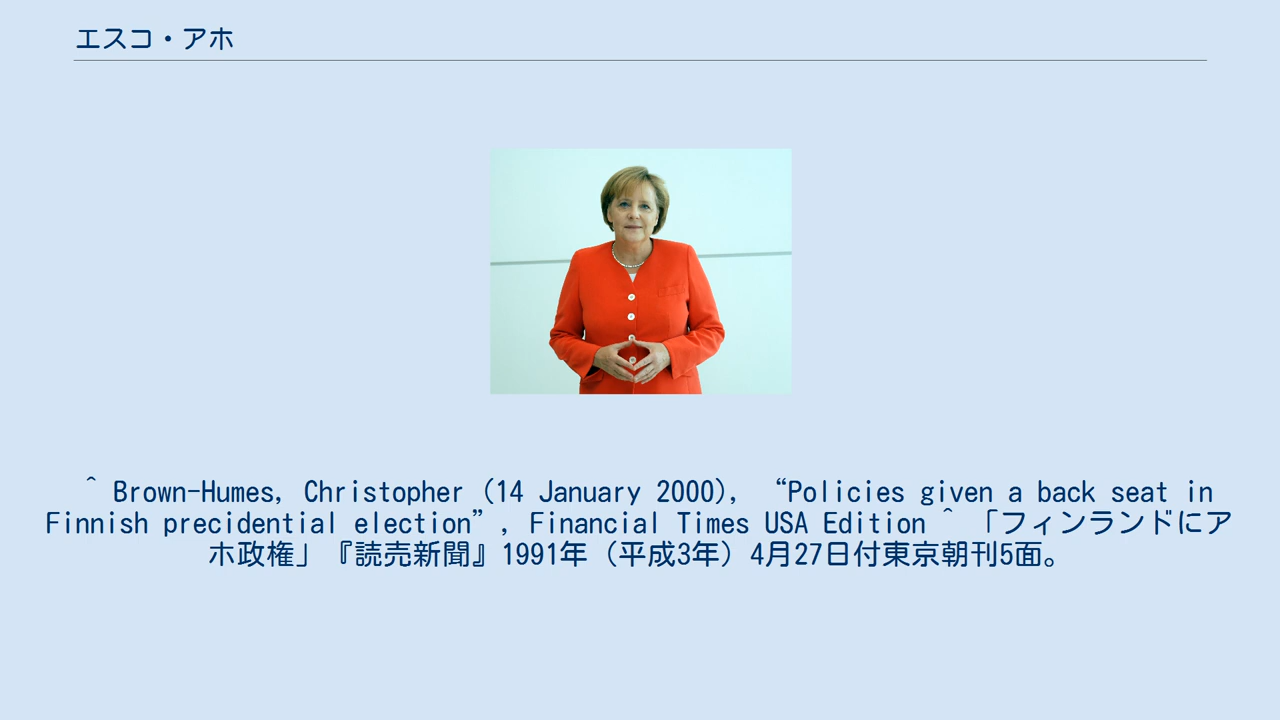 エスコ・アホ
^ Brown-Humes, Christopher (14 January 2000), “Policies given a back seat in
Finnish precidential election”, Financial Times USA Edition ^ 「フィンランドにア
ホ政権」『読売新聞』1991年（平成3年）4月27日付東京朝刊5面。